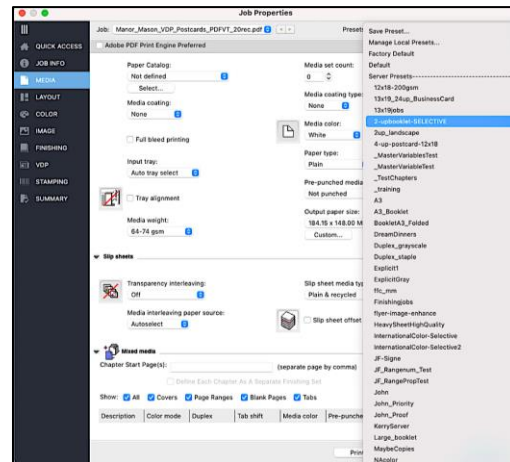 Job Properties
Job: Manor_Mason_VDP_Postcards_PDFVT_20rec.pdf
Presets
Adobe PDF Print Engine Preferred
QUICK ACCESS
JOB INFO
MEDIA
LAYOUT
COLOR
IMAGE
FINISHING
VDP
STAMPING
SUMMARY
Paper Catalog:
Not defined
Select...
Media coating:
None
Full bleed printing
Input tray:
Auto tray select
Tray alignment
Media weight:
64-74 gsm
Media set count:
0
Media coating type:
None
Media color:
White
Paper type:
Plain
Pre-punched media
Not punched
Output paper size:
184.15 x 148.00 M
Custom...
Slip sheets
Transparency interleaving:
Off
Media interleaving paper source:
Autoselect
Slip sheet media typ
Plain & recycled
Slip sheet offset
Mixed media
Chapter Start Page(s):
(separate page by comma)
Define Each Chapter As A Separate Finishing Set
Show: All Covers Page Ranges Blank Pages Tabs
Description Color mode Duplex Tab shift Media color Pre-punche
Print
Save Preset...
Manage Local Presets...
Factory Default
Default
Server Presets
12x18-200gsm
13x19_24up_BusinessCard
13x19jobs
2-upbooklet-SELECTIVE
2up_landscape
4-up-postcard-12x18
_MasterVariablesTest
_TestChapters
_training
A3
A3_Booklet
BookletA3_Folded
DreamDinners
Duplex_grayscale
Duplex_staple
Explicit1
ExplicitGray
ffc_mm
Finishingjobs
flyer-image-enhance
HeavySheetHighQuality
InternationalColor-Selective
InternationalColor-Selective2
JF-Signe
JF_Rangenum_Test
JF_RangePropTest
John
John_Priority
John_Proof
KerryServer
Large_booklet
MaybeCopies
NAcolor